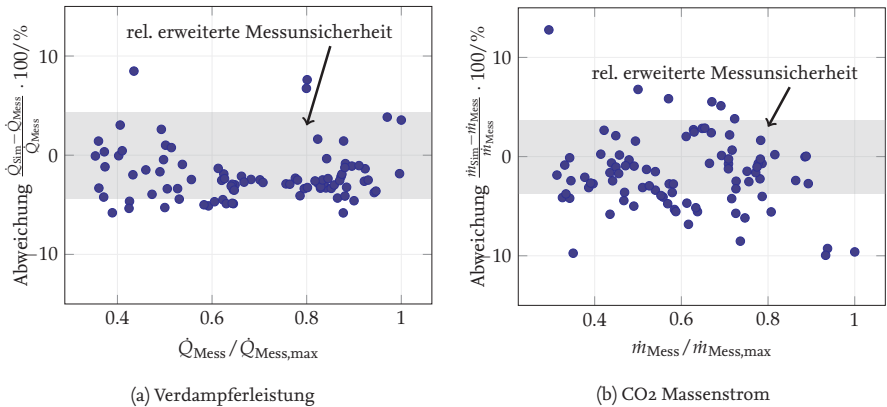 rel. erweiterte Messunsicherheit
10
0
−10
Abweichung (Q̇Sim−Q̇Mess)/Q̇Mess · 100/%
0.4 0.6 0.8 1
Q̇Mess/Q̇Mess,max
(a) Verdampferleistung
rel. erweiterte Messunsicherheit
10
0
−10
Abweichung (ṁSim−ṁMess)/ṁMess · 100/%
0.4 0.6 0.8 1
ṁMess/ṁMess,max
(b) CO2 Massenstrom